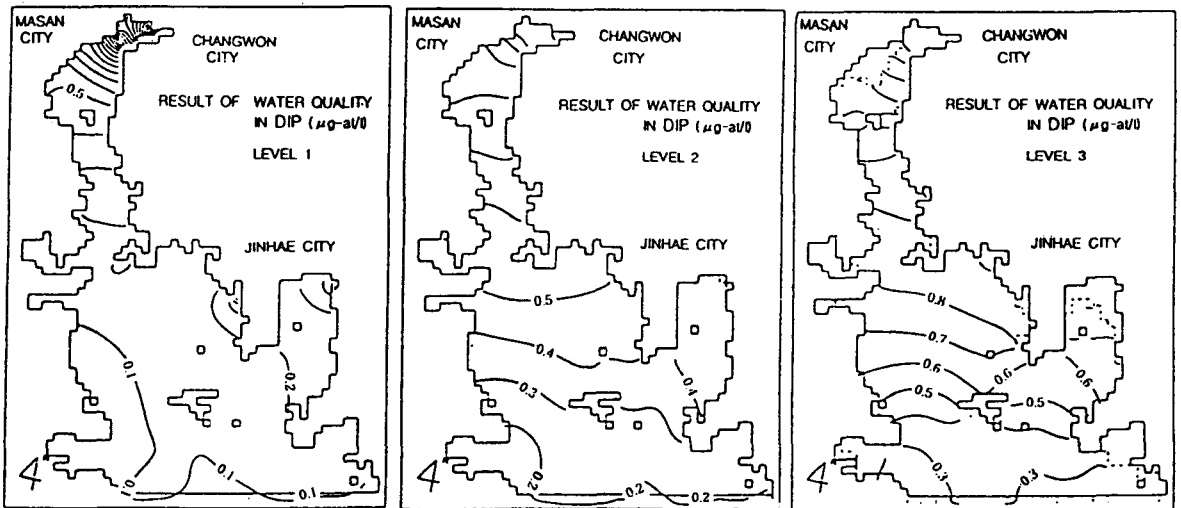 MASAN
CITY
CHANGWON
CITY
0.5
RESULT OF WATER QUALITY
IN DIP (μg-at/l)
LEVEL 1
JINHAE CITY
0.1
0.2
0.1
0.1
MASAN
CITY
CHANGWON
CITY
RESULT OF WATER QUALITY
IN DIP (μg-at/l)
LEVEL 2
JINHAE CITY
0.5
0.4
0.3
0.4
0.2
0.2
0.2
MASAN
CITY
CHANGWON
CITY
RESULT OF WATER QUALITY
IN DIP (μg-at/l)
LEVEL 3
JINHAE CITY
0.8
0.7
0.6
0.6
0.6
0.5
0.5
0.3
0.3